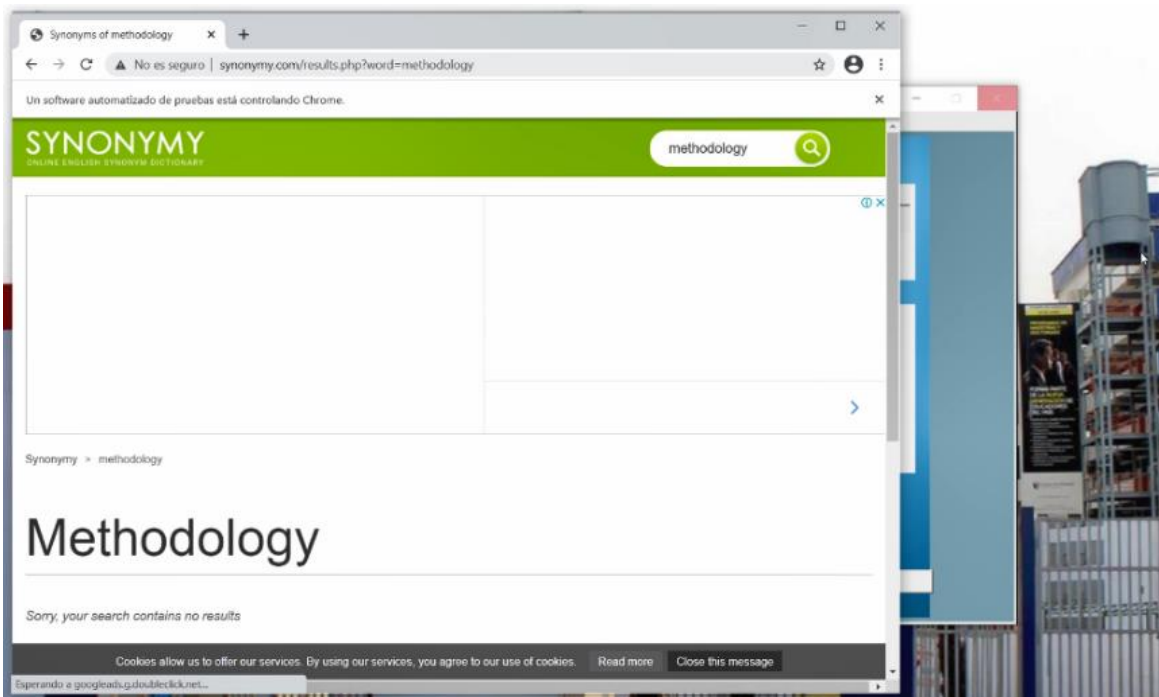 Synonyms of methodology
No es seguro | synonymy.com/results.php?word=methodology
Un software automatizado de pruebas está controlando Chrome.
SYNONYMY
ONLINE ENGLISH SYNONYM DICTIONARY
methodology
Synonymy > methodology
Methodology
Sorry, your search contains no results
Cookies allow us to offer our services. By using our services, you agree to our use of cookies. Read more Close this message
Esperando a googleads.g.doubleclick.net...